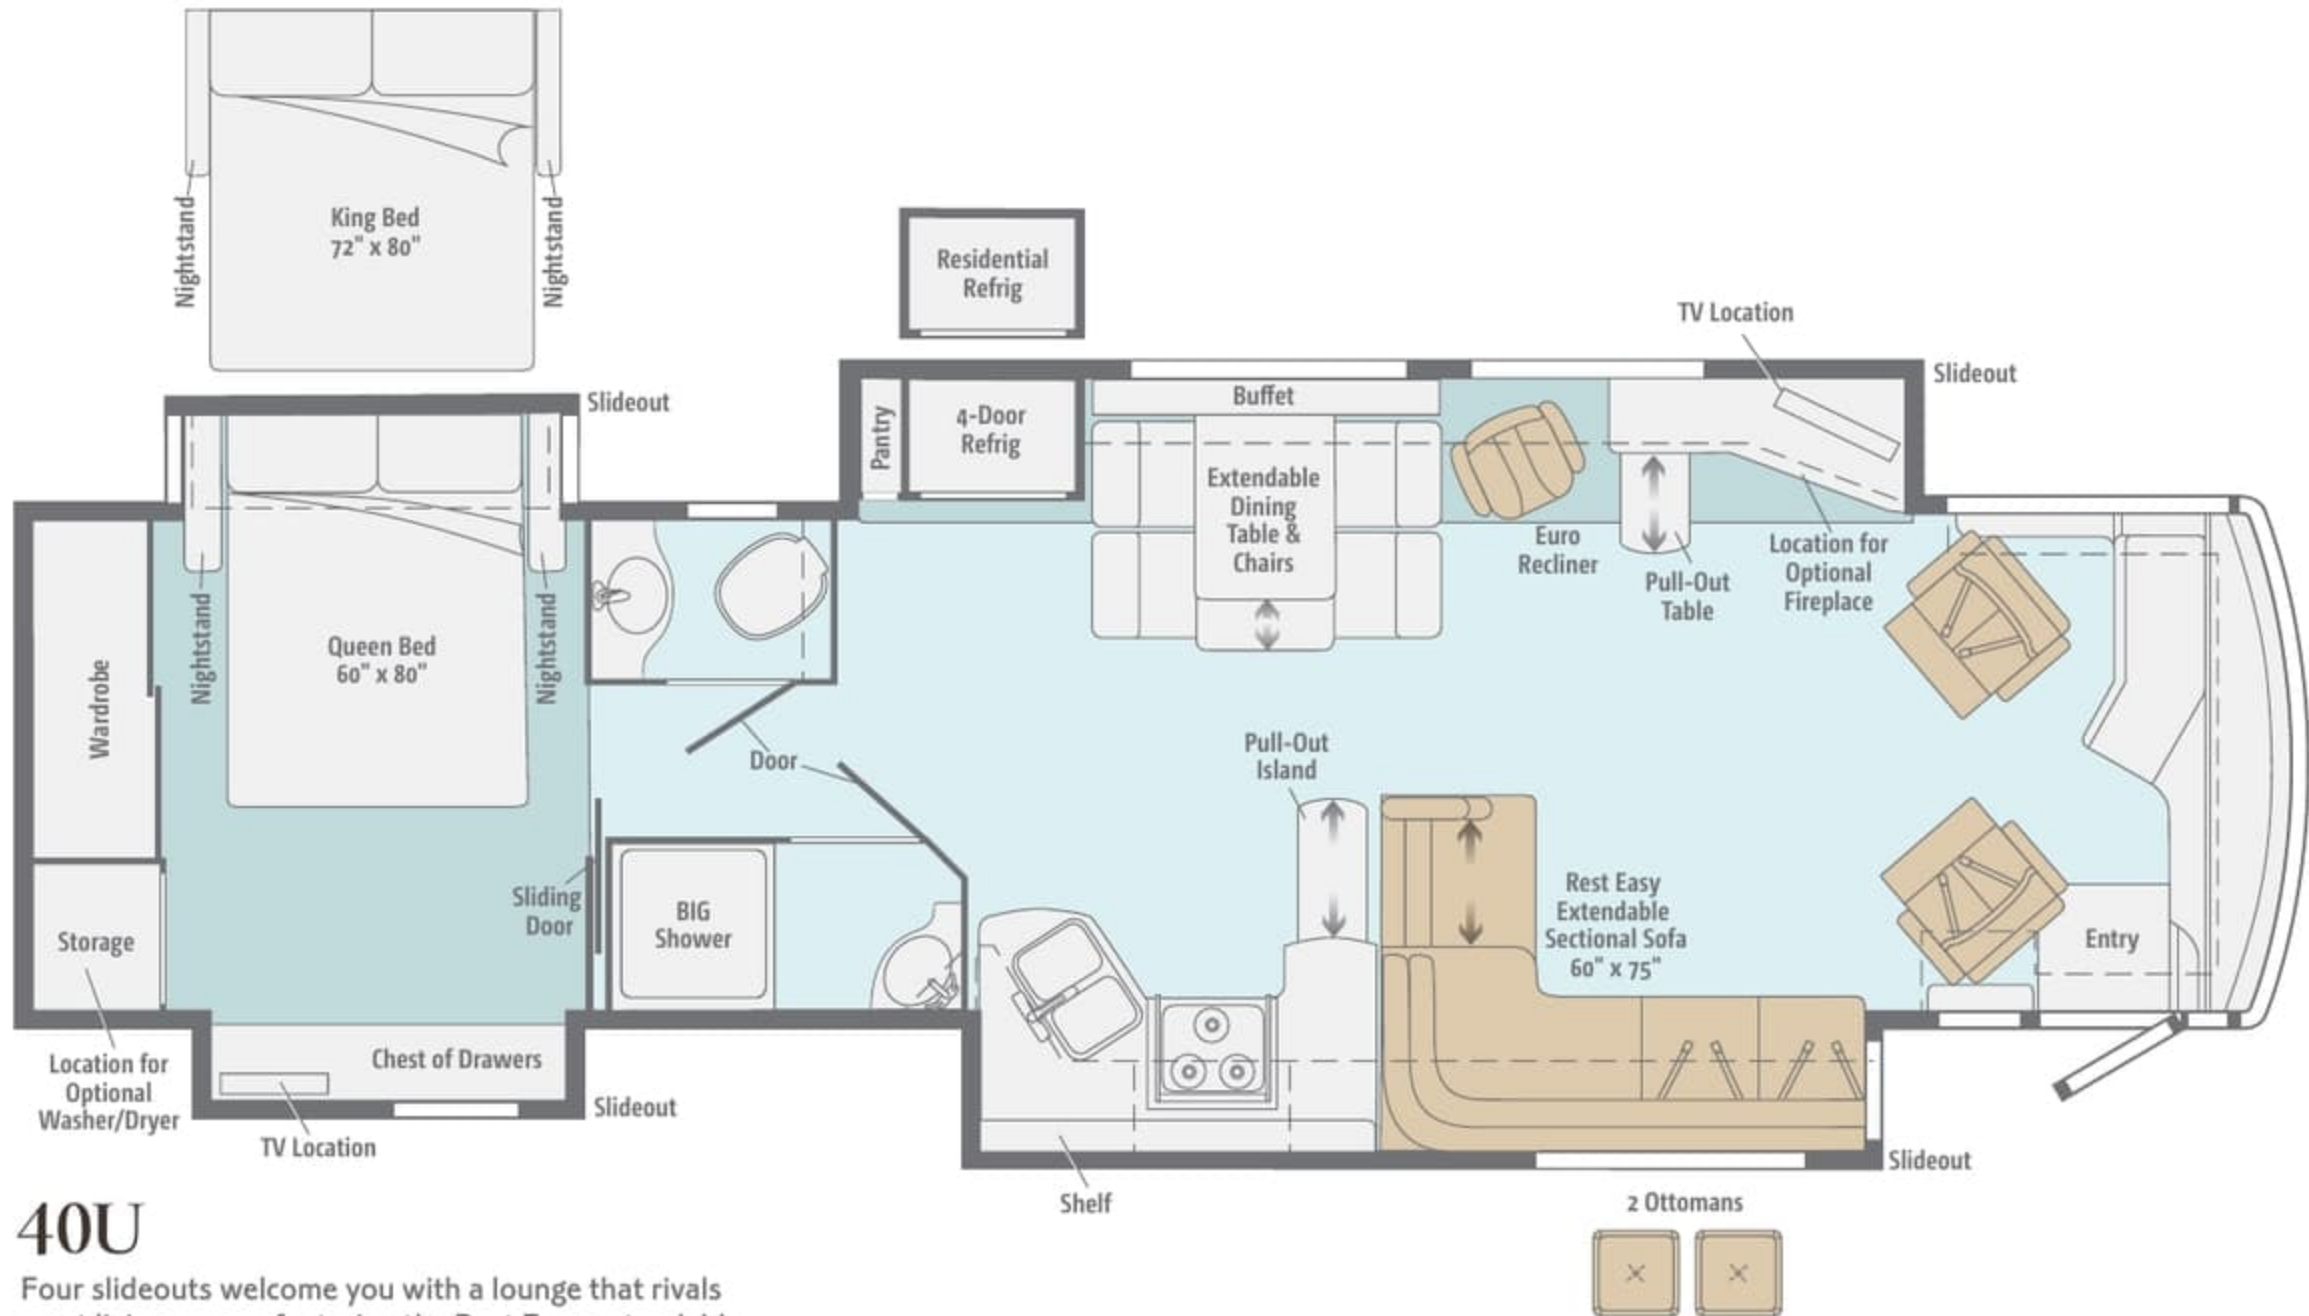 Nightstand
King Bed
72" x 80"
Nightstand
Residential
Refrig
TV Location
Slideout
Slideout
Pantry
4-Door
Refrig
Buffet
Extendable
Dining
Table &
Chairs
Euro
Recliner
Pull-Out
Table
Location for
Optional
Fireplace
Wardrobe
Nightstand
Queen Bed
60" x 80"
Nightstand
Door
Pull-Out
Island
Storage
Sliding
Door
BIG
Shower
Rest Easy
Extendable
Sectional Sofa
60" x 75"
Entry
Location for
Optional
Washer/Dryer
Chest of Drawers
TV Location
Slideout
Shelf
Slideout
2 Ottomans
40U
Four slideouts welcome you with a lounge that rivals